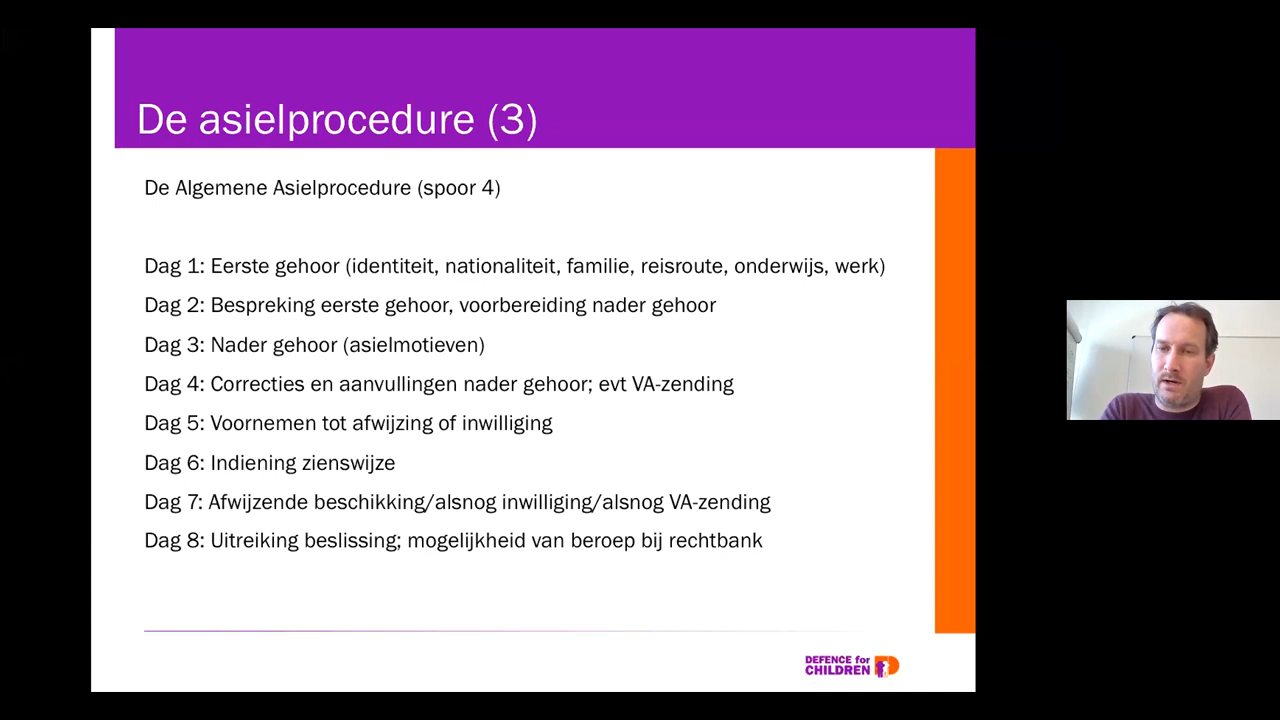 De asielprocedure (3)
De Algemene Asielprocedure (spoor 4)
Dag 1: Eerste gehoor (identiteit, nationaliteit, familie, reisroute, onderwijs, werk)
Dag 2: Bespreking eerste gehoor, voorbereiding nader gehoor
Dag 3: Nader gehoor (asielmotieven)
Dag 4: Correcties en aanvullingen nader gehoor; evt VA-zending
Dag 5: Voornemen tot afwijzing of inwilliging
Dag 6: Indiening zienswijze
Dag 7: Afwijzende beschikking/alsnog inwilliging/alsnog VA-zending
Dag 8: Uitreiking beslissing; mogelijkheid van beroep bij rechtbank
DEFENCE for
CHILDREN